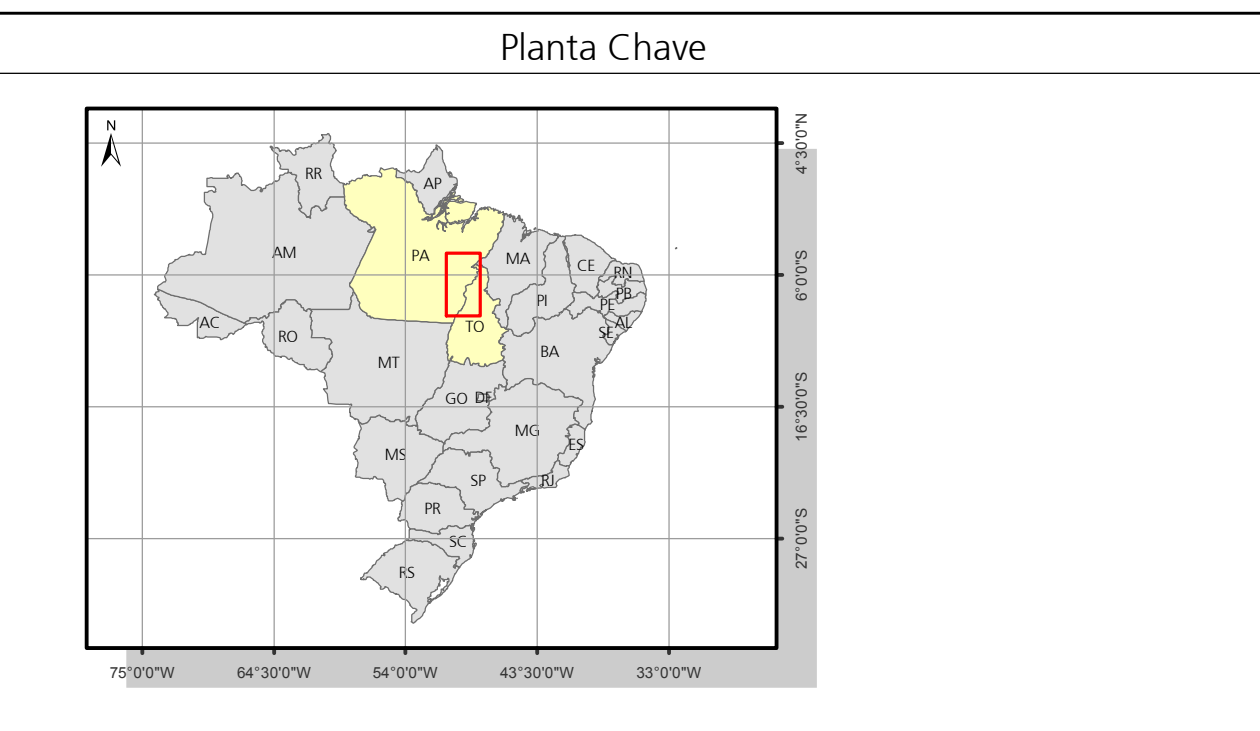 Planta Chave
N
4°30'0"N
RR
AP
AM
PA
MA
CE
RN
6°0'0"S
PI
PB
PE
AC
RO
TO
AL
SE
MT
BA
GO
DF
16°30'0"S
MG
ES
MS
SP
RJ
PR
27°0'0"S
SC
RS
75°0'0"W 64°30'0"W 54°0'0"W 43°30'0"W 33°0'0"W